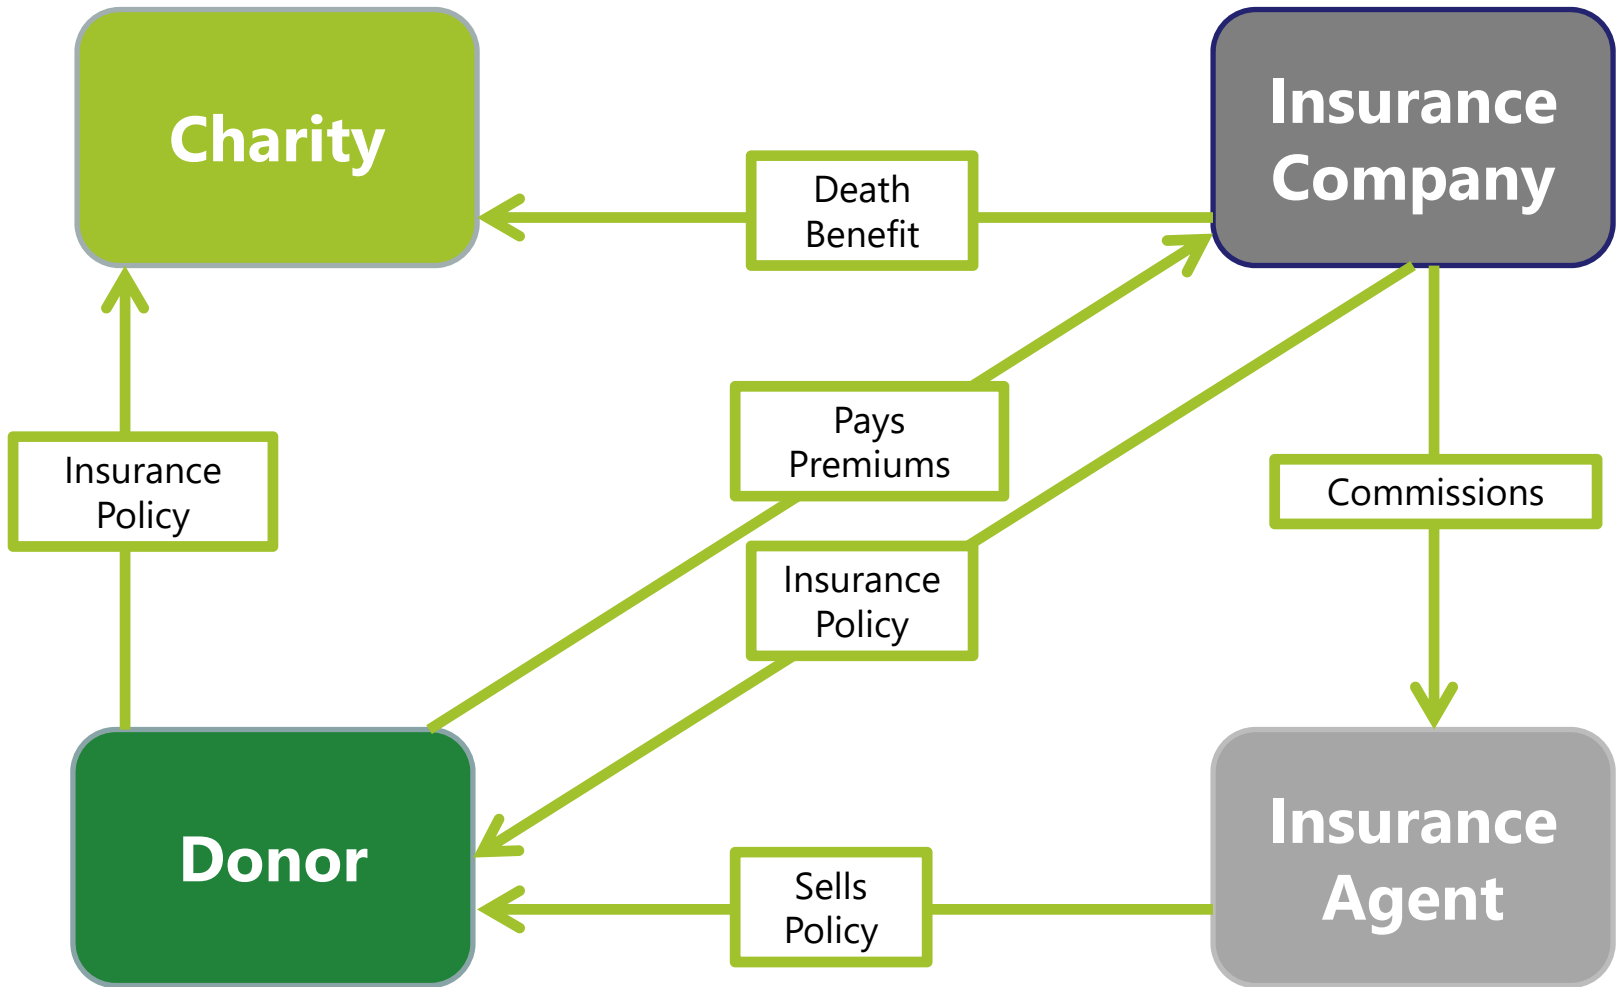 Charity
Insurance
Company
Death
Benefit
Pays
Premiums
Insurance
Policy
Commissions
Insurance
Policy
Donor
Sells
Policy
Insurance
Agent